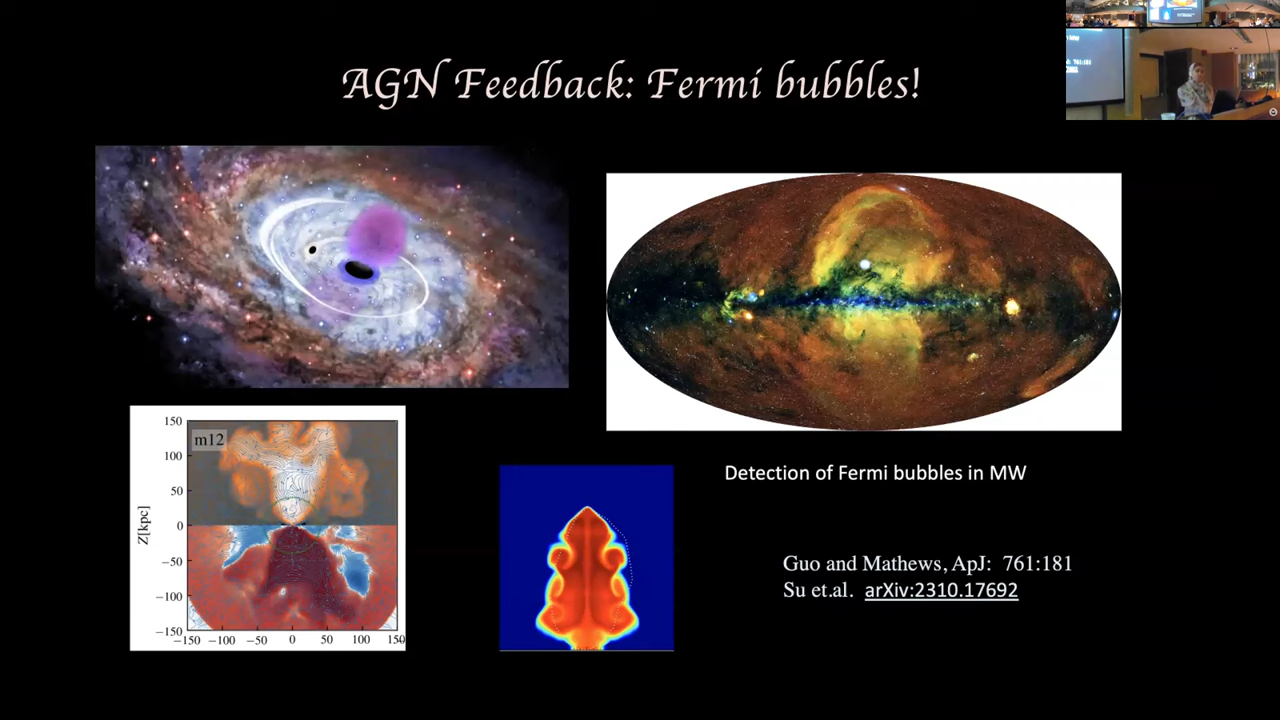 AGN Feedback: Fermi bubbles!
m12
150
100
50
0
−50
−100
−150
Z[kpc]
−150 −100 −50 0 50 100 150
Detection of Fermi bubbles in MW
Guo and Mathews, ApJ: 761:181
Su et.al. arXiv:2310.17692